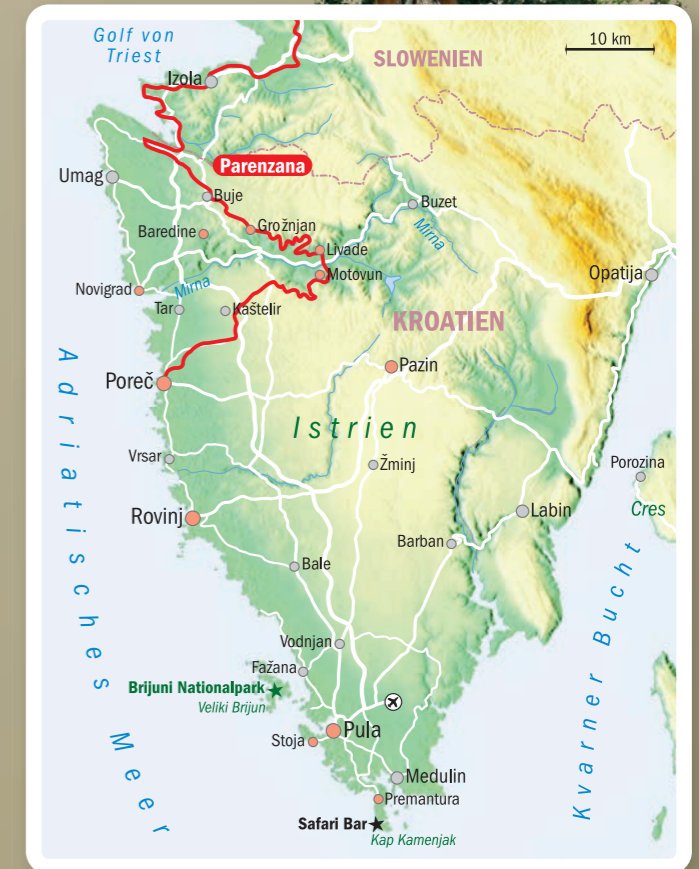 Golf von
Triest
SLOWENIEN
10 km
Izola
Parenzana
Umag
Buje
Buzet
Baredine
Grožnjan
Mirna
Livade
Opatija
Motovun
Novigrad
Mirna
Tar
Kaštelir
KROATIEN
Poreč
Pazin
Adriatisches Meer
Istrien
Vrsar
Žminj
Porozina
Rovinj
Labin
Cres
Barban
Bale
Kvarner Bucht
Vodnjan
Fažana
Brijuni Nationalpark
Veliki Brijun
Pula
Stoja
Medulin
Premantura
Safari Bar
Kap Kamenjak